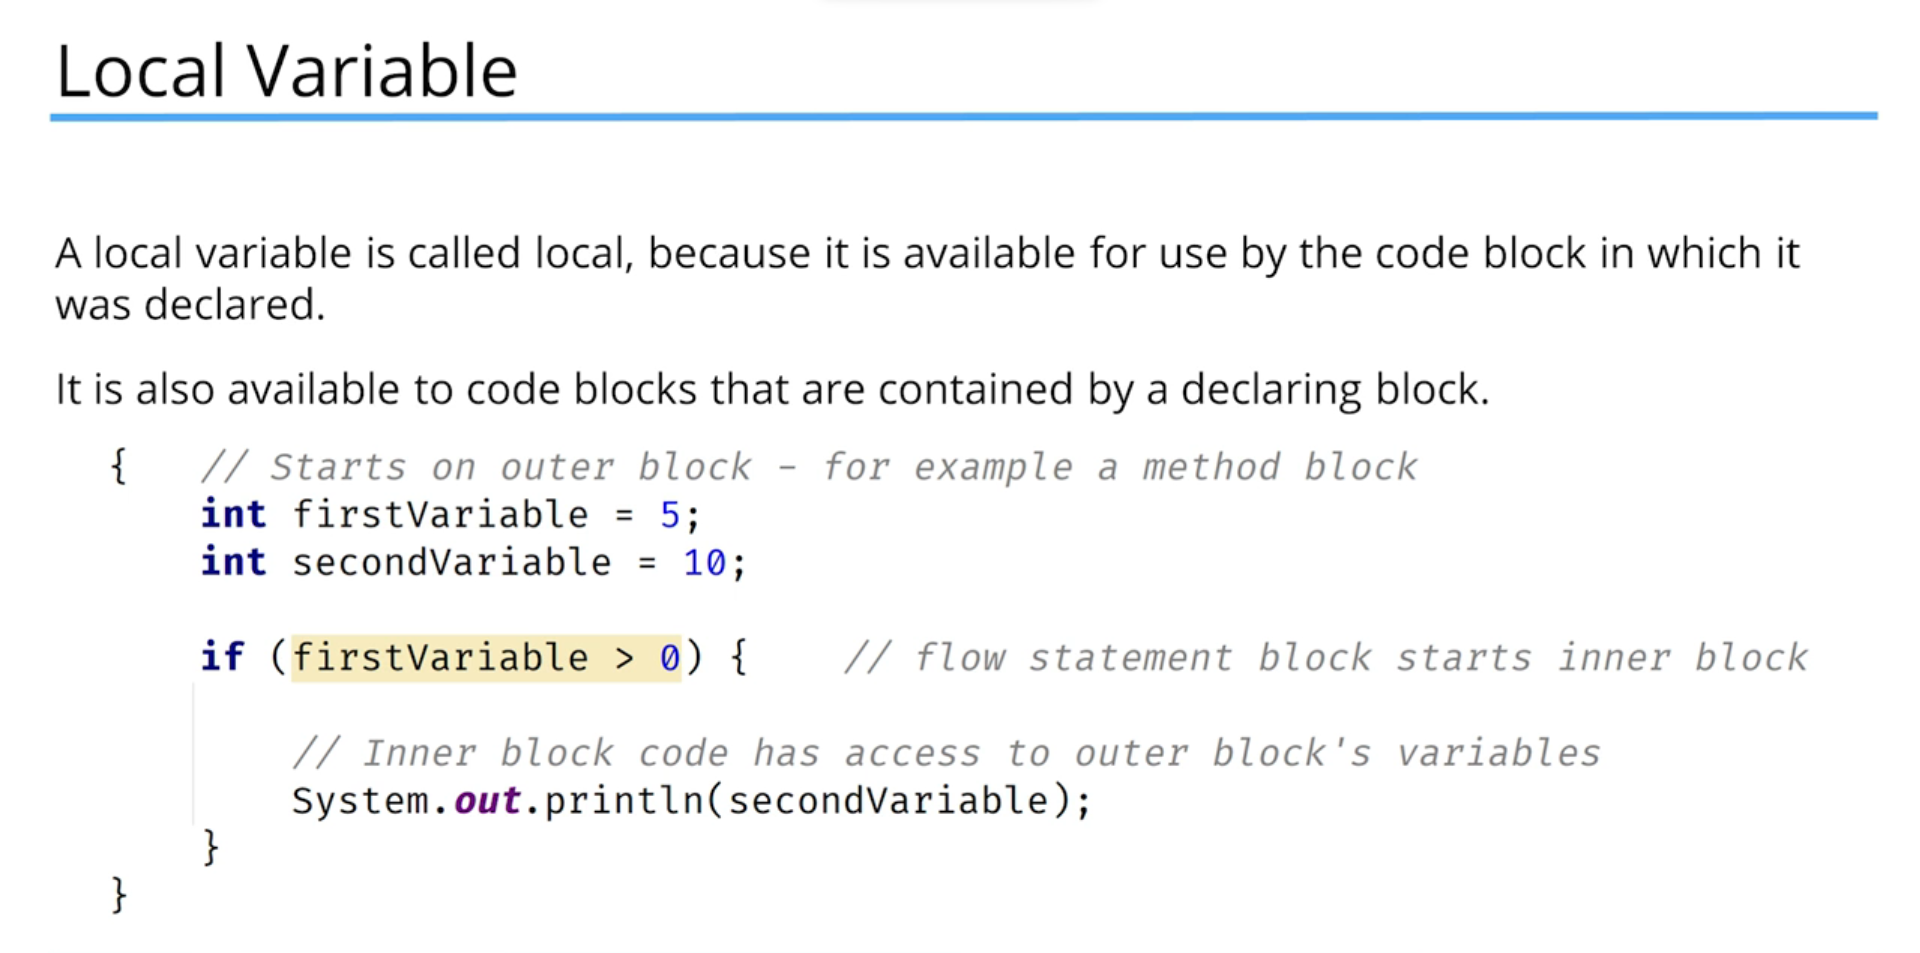 Local Variable
A local variable is called local, because it is available for use by the code block in which it
was declared.
It is also available to code blocks that are contained by a declaring block.
{ // Starts on outer block – for example a method block
int firstVariable = 5;
int secondVariable = 10;
if (firstVariable > 0) { // flow statement block starts inner block
// Inner block code has access to outer block's variables
System.out.println(secondVariable);
}
}